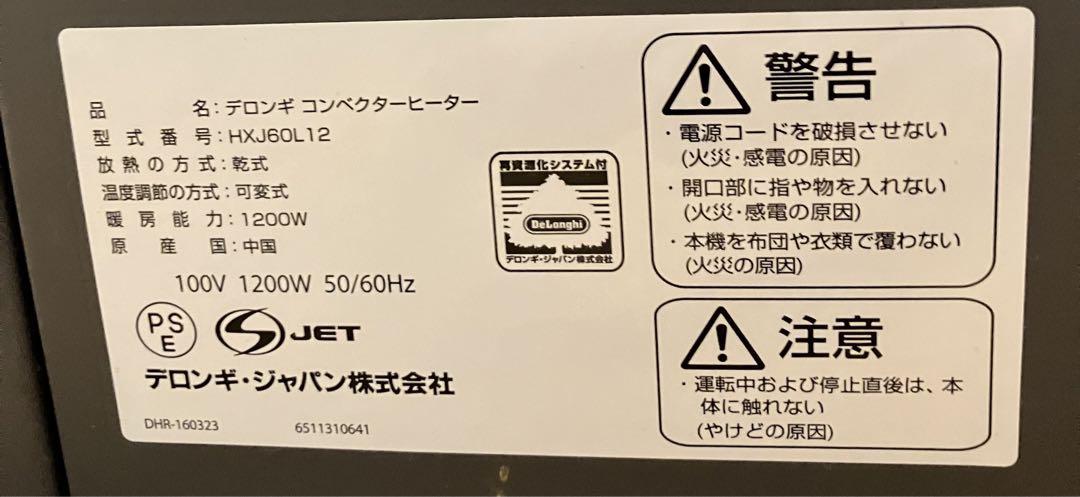 品名：デロンギ コンベクターヒーター
型式番号：HXJ60L12
放熱の方式：乾式
温度調節の方式：可変式
暖房能力：1200W
原産国：中国
100V 1200W 50/60Hz
PSE
S JET
デロンギ・ジャパン株式会社
DHR-160323 6511310641
再資源化システム付
DeLonghi
デロンギ・ジャパン株式会社
警告
・電源コードを破損させない
(火災・感電の原因)
・開口部に指や物を入れない
(火災・感電の原因)
・本機を布団や衣類で覆わない
(火災の原因)
注意
・運転中および停止直後は、本
体に触れない
(やけどの原因)